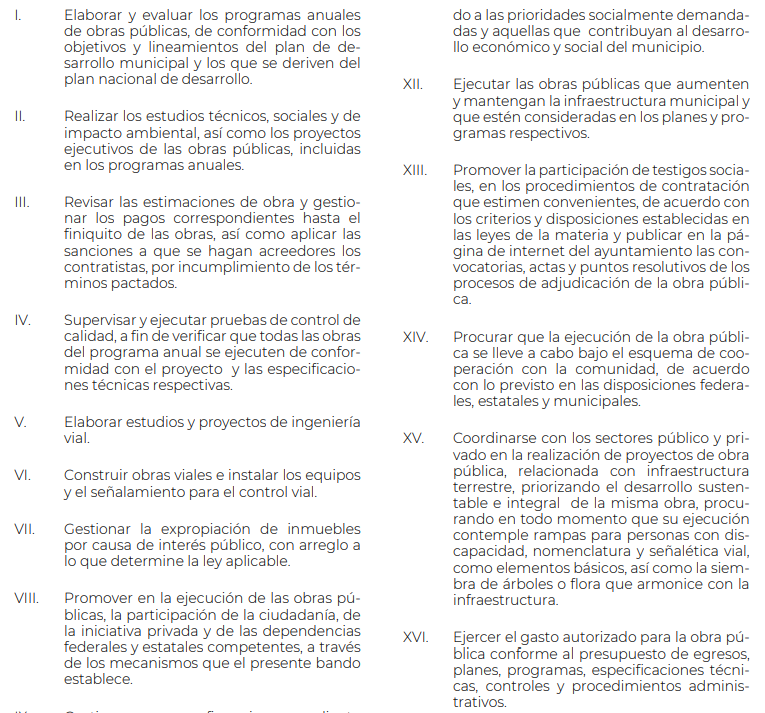 I. Elaborar y evaluar los programas anuales
de obras públicas, de conformidad con los
objetivos y lineamientos del plan de de-
sarrollo municipal y los que se deriven del
plan nacional de desarrollo.
II. Realizar los estudios técnicos, sociales y de
impacto ambiental, así como los proyectos
ejecutivos de las obras públicas, incluidas
en los programas anuales.
III. Revisar las estimaciones de obra y gestio-
nar los pagos correspondientes hasta el
finiquito de las obras, así como aplicar las
sanciones a que se hagan acreedores los
contratistas, por incumplimiento de los tér-
minos pactados.
IV. Supervisar y ejecutar pruebas de control de
calidad, a fin de verificar que todas las obras
del programa anual se ejecuten de confor-
midad con el proyecto y las especificacio-
nes técnicas respectivas.
V. Elaborar estudios y proyectos de ingeniería
vial.
VI. Construir obras viales e instalar los equipos
y el señalamiento para el control vial.
VII. Gestionar la expropiación de inmuebles
por causa de interés público, con arreglo a
lo que determine la ley aplicable.
VIII. Promover en la ejecución de las obras pú-
blicas, la participación de la ciudadanía, de
la iniciativa privada y de las dependencias
federales y estatales competentes, a través
de los mecanismos que el presente bando
establece.
do a las prioridades socialmente demanda-
das y aquellas que contribuyan al desarro-
llo económico y social del municipio.
XII. Ejecutar las obras públicas que aumenten
y mantengan la infraestructura municipal y
que estén consideradas en los planes y pro-
gramas respectivos.
XIII. Promover la participación de testigos socia-
les, en los procedimientos de contratación
que estimen convenientes, de acuerdo con
los criterios y disposiciones establecidas en
las leyes de la materia y publicar en la pá-
gina de internet del ayuntamiento las con-
vocatorias, actas y puntos resolutivos de los
procesos de adjudicación de la obra públi-
ca.
XIV. Procurar que la ejecución de la obra públi-
ca se lleve a cabo bajo el esquema de coo-
peración con la comunidad, de acuerdo
con lo previsto en las disposiciones federa-
les, estatales y municipales.
XV. Coordinarse con los sectores público y pri-
vado en la realización de proyectos de obra
pública, relacionada con infraestructura
terrestre, priorizando el desarrollo susten-
table e integral de la misma obra, procu-
rando en todo momento que su ejecución
contemple rampas para personas con dis-
capacidad, nomenclatura y señalética vial,
como elementos básicos, así como la siem-
bra de árboles o flora que armonice con la
infraestructura.
XVI. Ejercer el gasto autorizado para la obra pú-
blica conforme al presupuesto de egresos,
planes, programas, especificaciones técni-
cas, controles y procedimientos adminis-
trativos.